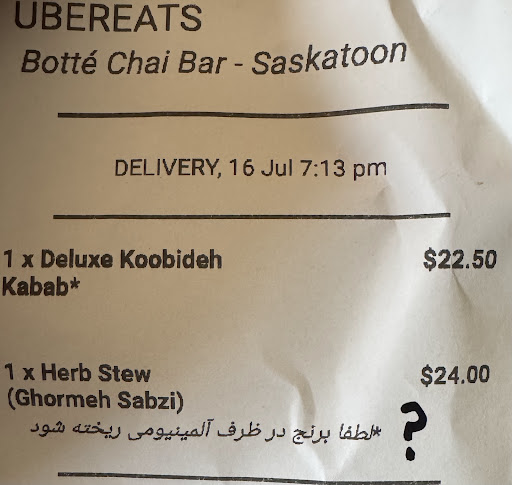 UBEREATS
Botté Chai Bar - Saskatoon
DELIVERY, 16 Jul 7:13 pm
1 x Deluxe Koobideh $22.50
Kabab*
1 x Herb Stew $24.00
(Ghormeh Sabzi)
*لطفا برنج در ظرف آلمینیومی ریخته شود ?